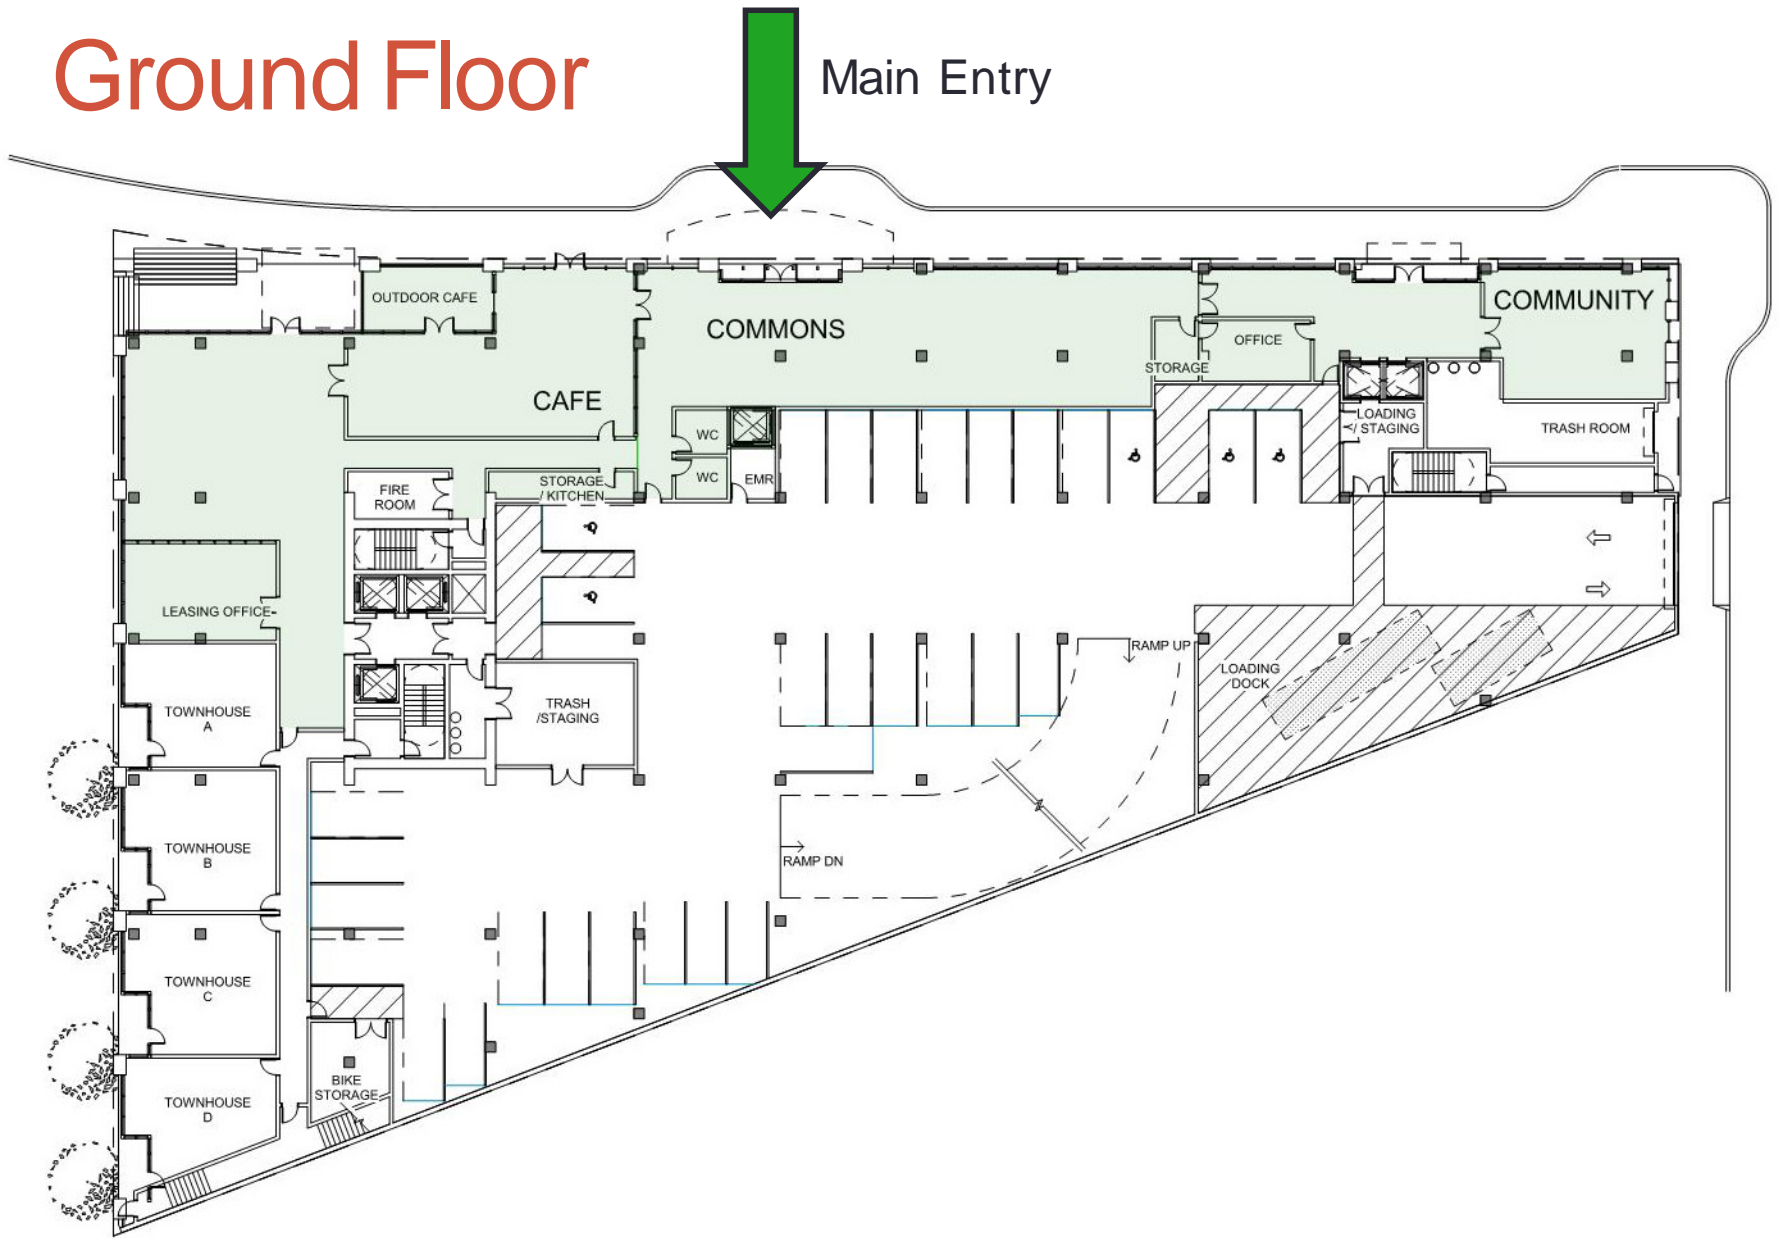 Ground Floor
Main Entry
OUTDOOR CAFE
COMMONS
COMMUNITY
OFFICE
STORAGE
CAFE
WC
WC
EMR
LOADING
/ STAGING
TRASH ROOM
STORAGE
/ KITCHEN
FIRE
ROOM
LEASING OFFICE
RAMP UP
LOADING
DOCK
TRASH
/STAGING
TOWNHOUSE
A
TOWNHOUSE
B
RAMP DN
TOWNHOUSE
C
BIKE
STORAGE
TOWNHOUSE
D